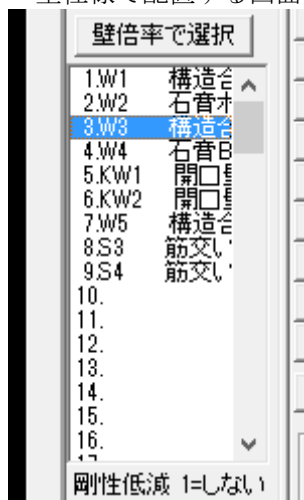 壁倍率で選択
1.W1 構造合
2.W2 石膏ボ
3.W3 構造合
4.W4 石膏B
5.KW1 開口
6.KW2 開口
7.W5 構造合
8.S3 筋交い
9.S4 筋交い
10.
11.
12.
13.
14.
15.
16.
剛性低減 1=しない